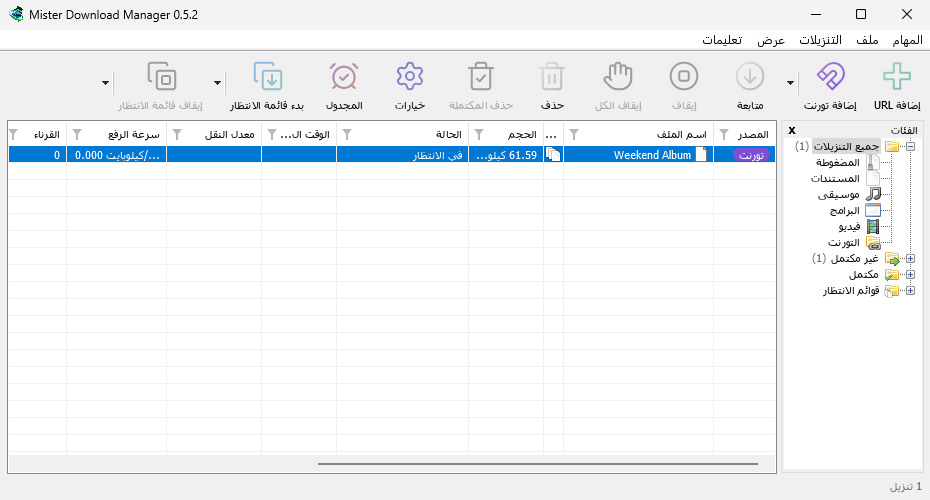 Mister Download Manager 0.5.2
المهام ملف التنزيلات عرض تعليمات
إضافة URL إضافة تورنت متابعة إيقاف إيقاف الكل حذف حذف المكتملة خيارات المجدول بدء قائمة الانتظار إيقاف قائمة الانتظار
الفئات x
جميع التنزيلات (1)
المضغوطة
المستندات
موسيقى
البرامج
فيديو
التورنت
غير مكتمل (1)
مكتمل
قوائم الانتظار
المصدر اسم الملف ... الحجم الحالة الوقت ال... معدل النقل سرعة الرفع القرناء
تورنت Weekend Album 61.59 كيلو... في الانتظار 0.000 كيلوبايت/... 0
1 تنزيل